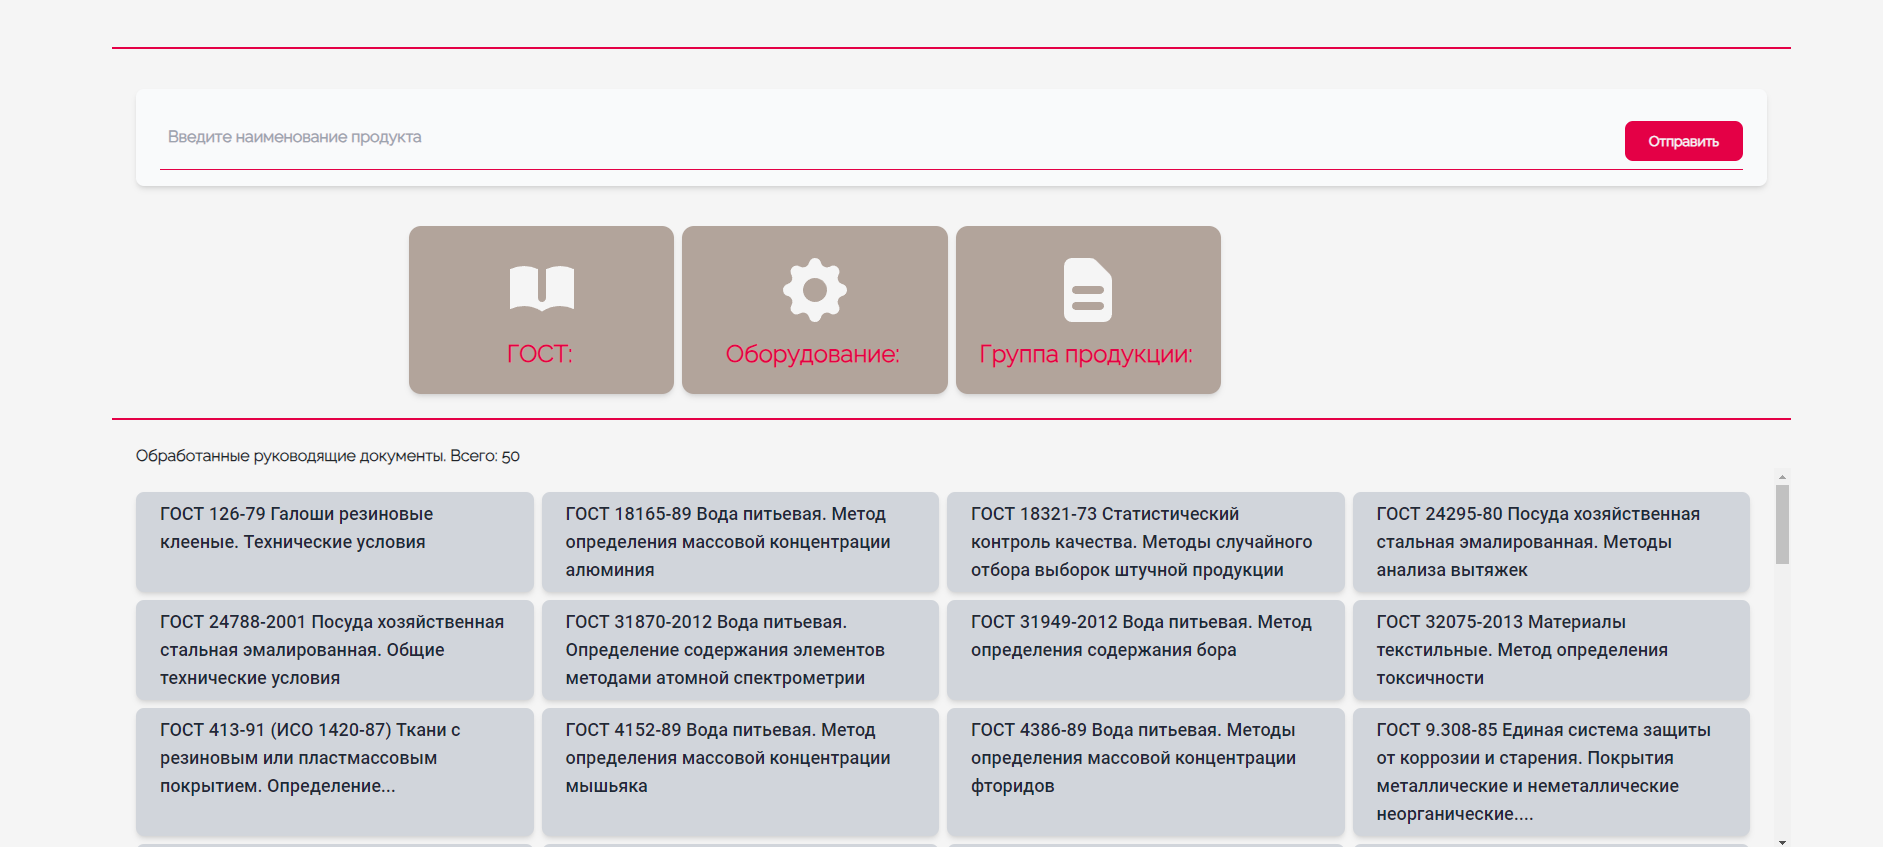 Введите наименование продукта
Отправить
ГОСТ:
Оборудование:
Группа продукции:
Обработанные руководящие документы. Всего: 50
ГОСТ 126-79 Галоши резиновые
клееные. Технические условия
ГОСТ 18165-89 Вода питьевая. Метод
определения массовой концентрации
алюминия
ГОСТ 18321-73 Статистический
контроль качества. Методы случайного
отбора выборок штучной продукции
ГОСТ 24295-80 Посуда хозяйственная
стальная эмалированная. Методы
анализа вытяжек
ГОСТ 24788-2001 Посуда хозяйственная
стальная эмалированная. Общие
технические условия
ГОСТ 31870-2012 Вода питьевая.
Определение содержания элементов
методами атомной спектрометрии
ГОСТ 31949-2012 Вода питьевая. Метод
определения содержания бора
ГОСТ 32075-2013 Материалы
текстильные. Метод определения
токсичности
ГОСТ 413-91 (ИСО 1420-87) Ткани с
резиновым или пластмассовым
покрытием. Определение...
ГОСТ 4152-89 Вода питьевая. Метод
определения массовой концентрации
мышьяка
ГОСТ 4386-89 Вода питьевая. Методы
определения массовой концентрации
фторидов
ГОСТ 9.308-85 Единая система защиты
от коррозии и старения. Покрытия
металлические и неметаллические
неорганические....